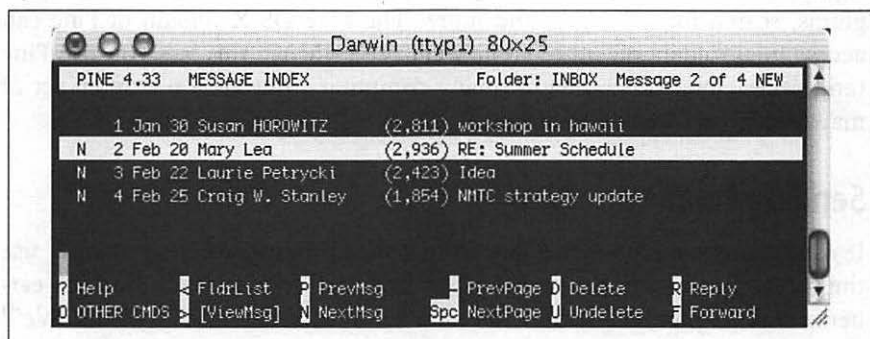 Darwin (ttyp1) 80x25
PINE 4.33 MESSAGE INDEX Folder: INBOX Message 2 of 4 NEW
1 Jan 30 Susan HOROWITZ (2,811) workshop in hawaii
N 2 Feb 20 Mary Lea (2,936) RE: Summer Schedule
N 3 Feb 22 Laurie Petrycki (2,423) Idea
N 4 Feb 25 Craig W. Stanley (1,854) NMTC strategy update
? Help < FldrList P PrevMsg - PrevPage D Delete R Reply
O OTHER CMDS > [ViewMsg] N NextMsg Spc NextPage U Undelete F Forward